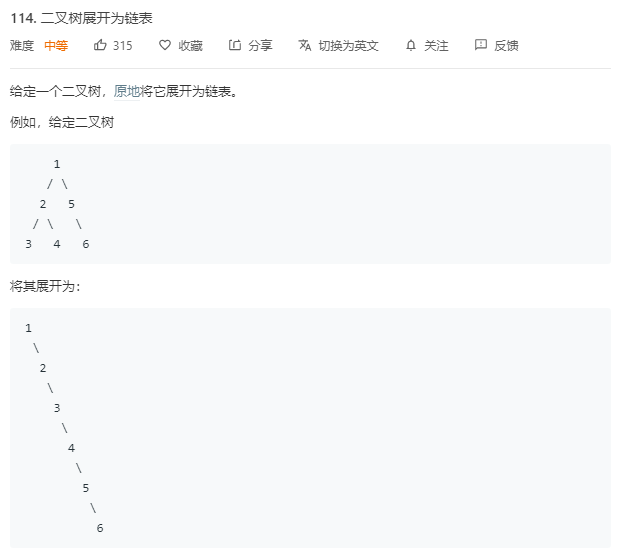 114. 二叉树展开为链表
难度 中等 315 收藏 分享 切换为英文 关注 反馈
给定一个二叉树，原地将它展开为链表。
例如，给定二叉树
1
/ \
2 5
/ \ \
3 4 6
将其展开为：
1
\
2
\
3
\
4
\
5
\
6